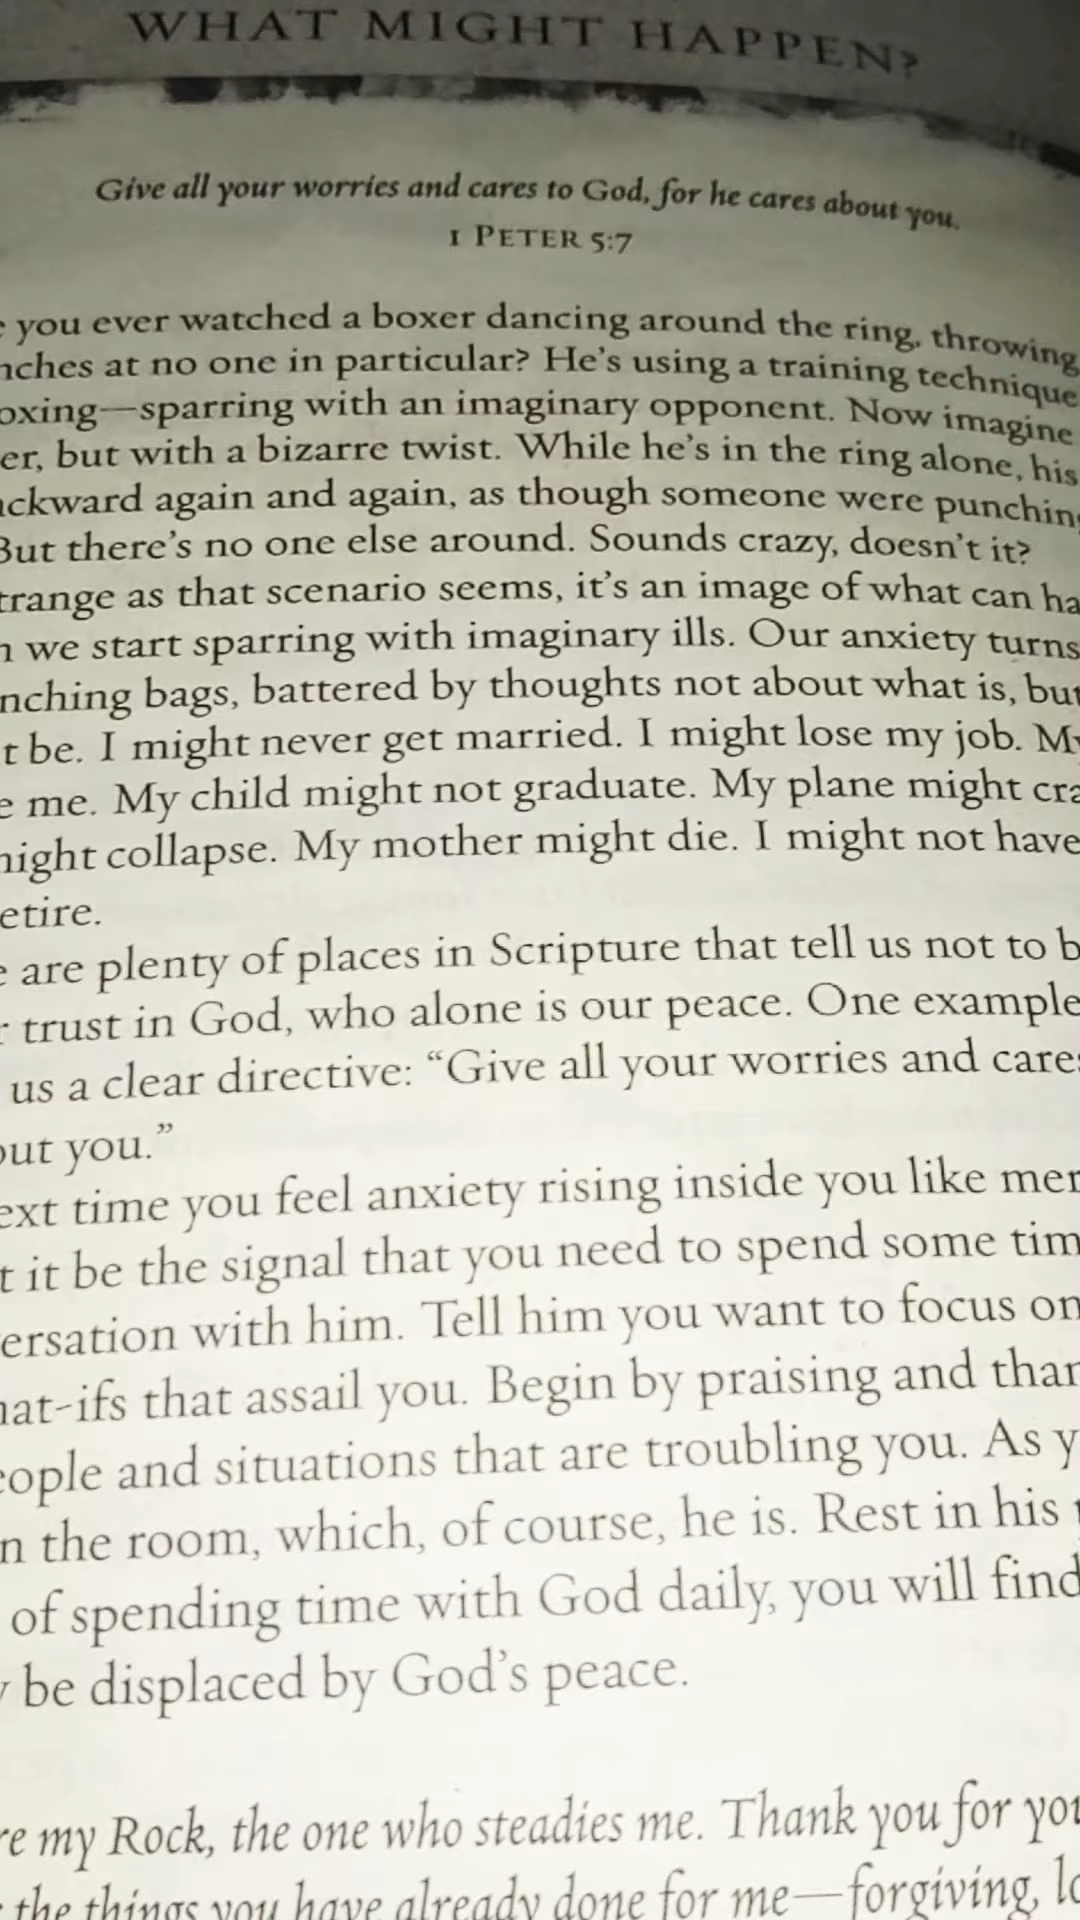 WHAT MIGHT HAPPEN?
Give all your worries and cares to God, for he cares about you.
1 PETER 5:7
you ever watched a boxer dancing around the ring, throwing
nches at no one in particular? He's using a training technique
oxing—sparring with an imaginary opponent. Now imagine
er, but with a bizarre twist. While he's in the ring alone, his
ckward again and again, as though someone were punching
But there's no one else around. Sounds crazy, doesn't it?
trange as that scenario seems, it's an image of what can ha
n we start sparring with imaginary ills. Our anxiety turns
nching bags, battered by thoughts not about what is, but
t be. I might never get married. I might lose my job. My
e me. My child might not graduate. My plane might cra
might collapse. My mother might die. I might not have
etire.
e are plenty of places in Scripture that tell us not to b
r trust in God, who alone is our peace. One example
us a clear directive: “Give all your worries and cares
out you.”
ext time you feel anxiety rising inside you like mer
t it be the signal that you need to spend some tim
ersation with him. Tell him you want to focus on
hat-ifs that assail you. Begin by praising and than
eople and situations that are troubling you. As y
n the room, which, of course, he is. Rest in his
of spending time with God daily, you will find
y be displaced by God's peace.
re my Rock, the one who steadies me. Thank you for you
the things you have already done for me—forgiving, lo